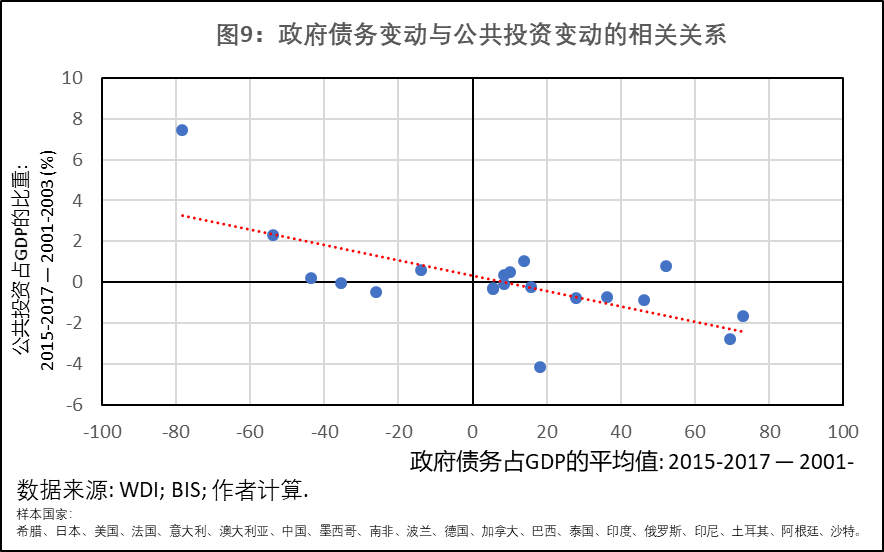 图9：政府债务变动与公共投资变动的相关关系
公共投资占GDP的比重：
2015-2017 — 2001-2003 (%)
10
8
6
4
2
0
-2
-4
-6
-100 -80 -60 -40 -20 0 20 40 60 80 100
政府债务占GDP的平均值: 2015-2017 — 2001-
数据来源: WDI; BIS; 作者计算.
样本国家：
希腊、日本、美国、法国、意大利、澳大利亚、中国、墨西哥、南非、波兰、德国、加拿大、巴西、泰国、印度、俄罗斯、印尼、土耳其、阿根廷、沙特。